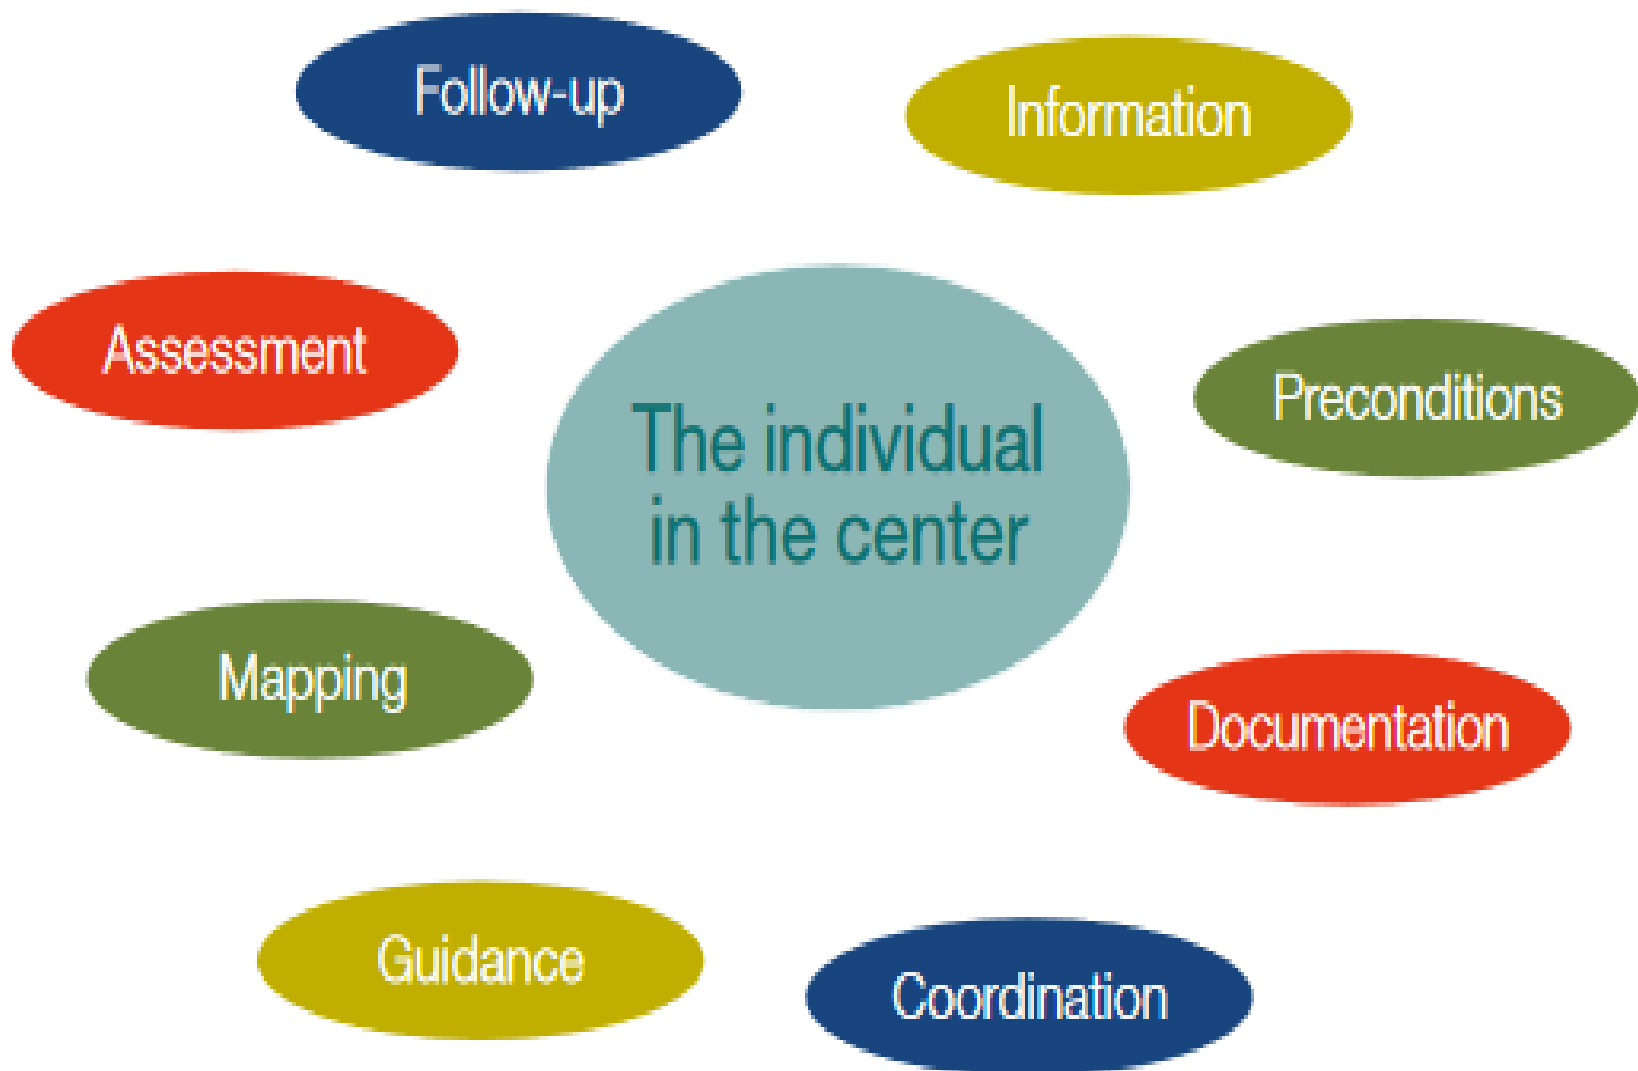 Follow-up
Information
Assessment
Preconditions
The individual
in the center
Mapping
Documentation
Guidance
Coordination